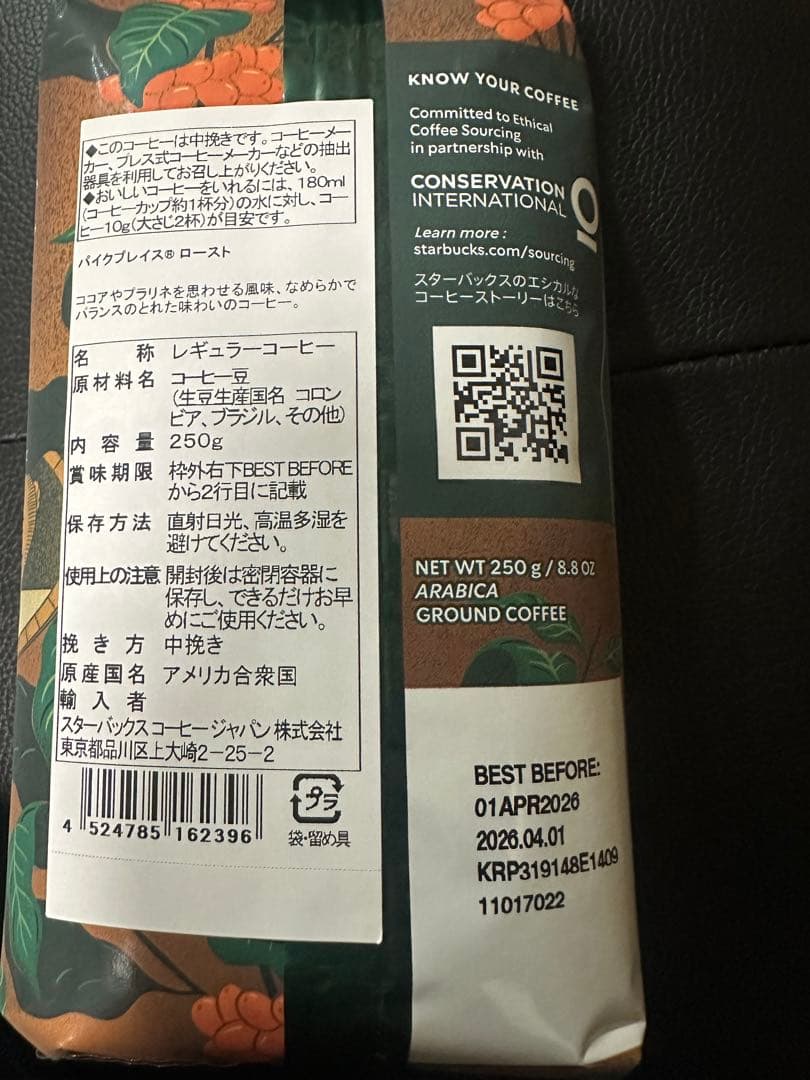 ◆このコーヒーは中挽きです。コーヒーメー
カー、プレス式コーヒーメーカーなどの抽出
器具を利用してお召し上がりください。
◆おいしいコーヒーをいれるには、180ml
(コーヒーカップ約1杯分)の水に対し、コー
ヒー10g(大さじ2杯)が目安です。
パイクプレイス® ロースト
ココアやプラリネを思わせる風味、なめらかで
バランスのとれた味わいのコーヒー。
名 称 レギュラーコーヒー
原材料名 コーヒー豆
(生豆生産国名 コロン
ビア、ブラジル、その他)
内容量 250g
賞味期限 枠外右下BEST BEFORE
から2行目に記載
保存方法 直射日光、高温多湿を
避けてください。
使用上の注意 開封後は密閉容器に
保存し、できるだけお早
めにご使用ください。
挽き方 中挽き
原産国名 アメリカ合衆国
輸入者
スターバックス コーヒー ジャパン 株式会社
東京都品川区上大崎2-25-2
4 524785 162396
プラ
袋・留め具
KNOW YOUR COFFEE
Committed to Ethical
Coffee Sourcing
in partnership with
CONSERVATION
INTERNATIONAL
Learn more :
starbucks.com/sourcing
スターバックスのエシカルな
コーヒーストーリーはこちら
NET WT 250 g / 8.8 OZ
ARABICA
GROUND COFFEE
BEST BEFORE:
01APR2026
2026.04.01
KRP319148E1409
11017022